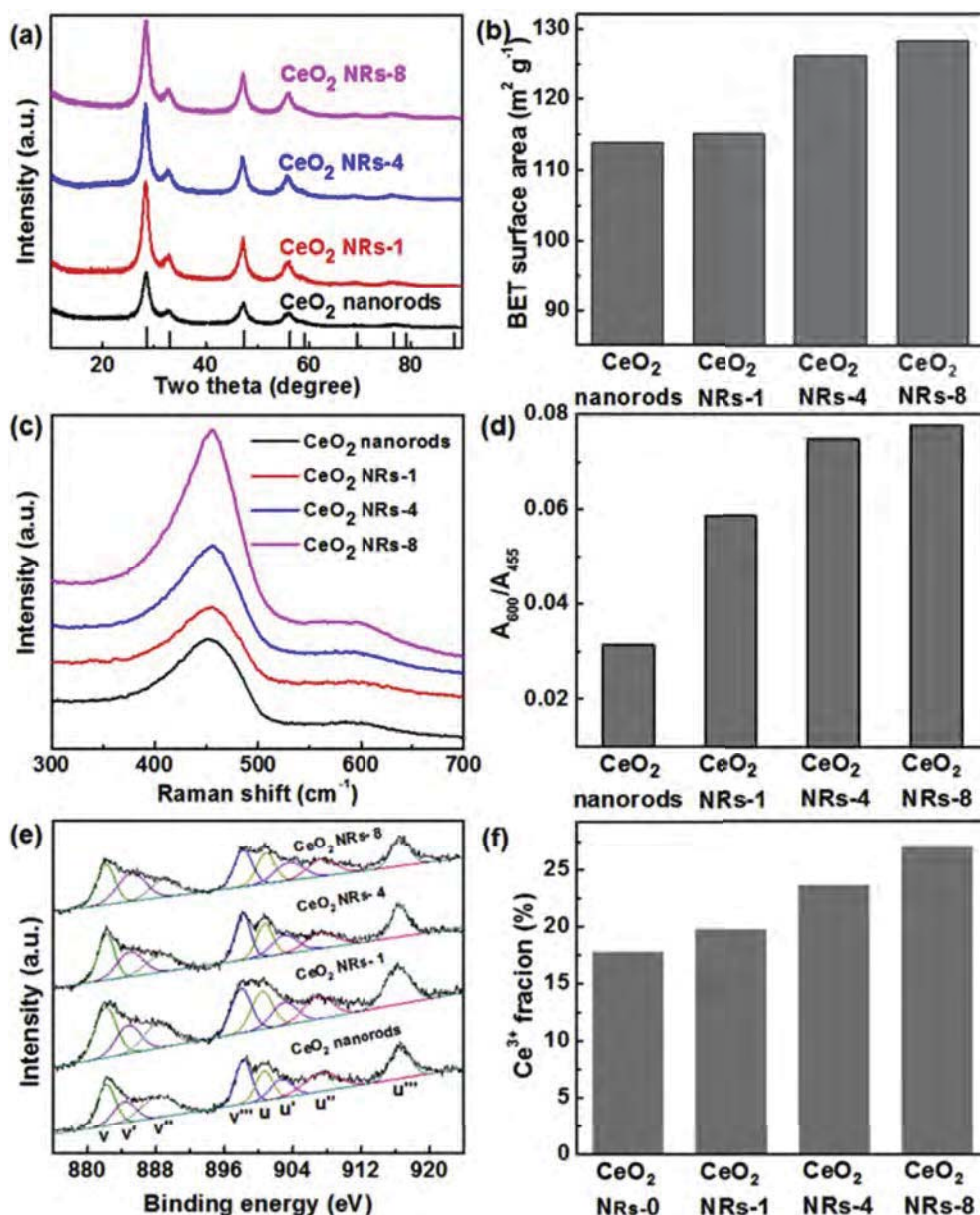 (a)
CeO2 NRs-8
CeO2 NRs-4
CeO2 NRs-1
CeO2 nanorods
Intensity (a.u.)
20 40 60 80
Two theta (degree)
(b)
BET surface area (m2 g-1)
130
120
110
100
90
CeO2 CeO2 CeO2 CeO2
nanorods NRs-1 NRs-4 NRs-8
(c)
CeO2 nanorods
CeO2 NRs-1
CeO2 NRs-4
CeO2 NRs-8
Intensity (a.u.)
300 400 500 600 700
Raman shift (cm-1)
(d)
A600/A455
0.08
0.06
0.04
0.02
CeO2 CeO2 CeO2 CeO2
nanorods NRs-1 NRs-4 NRs-8
(e)
CeO2 NRs-8
CeO2 NRs-4
CeO2 NRs-1
CeO2 nanorods
v v' v'' v''' u u' u'' u'''
Intensity (a.u.)
880 888 896 904 912 920
Binding energy (eV)
(f)
Ce3+ fracion (%)
25
20
15
10
5
0
CeO2 CeO2 CeO2 CeO2
NRs-0 NRs-1 NRs-4 NRs-8